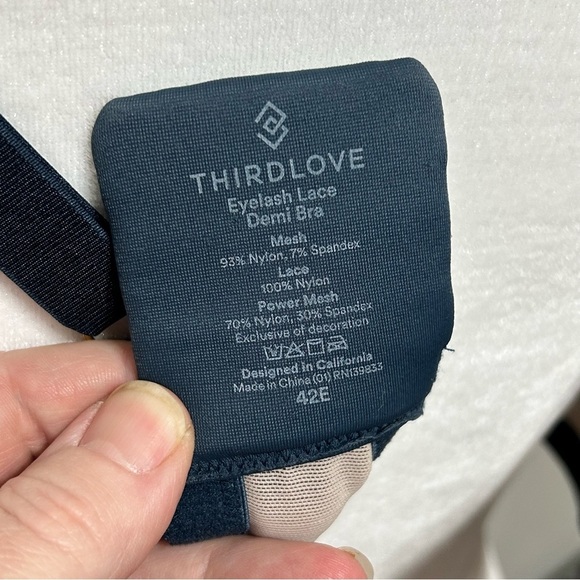 THIRDLOVE
Eyelash Lace
Demi Bra
Mesh
93% Nylon, 7% Spandex
Lace
100% Nylon
Power Mesh
70% Nylon, 30% Spandex
Exclusive of decoration
Designed in California
Made in China (01) RN139833
42E